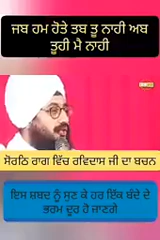 ਜਬ ਹਮ ਹੋਤੇ ਤਬ ਤੂ ਨਾਹੀ ਅਬ
ਤੂਹੀ ਮੈ ਨਾਹੀ
ਸੋਰਠਿ ਰਾਗ ਵਿੱਚ ਰਵਿਦਾਸ ਜੀ ਦਾ ਬਚਨ
ਇਸ ਸ਼ਬਦ ਨੂੰ ਸੁਣ ਕੇ ਹਰ ਇੱਕ ਬੰਦੇ ਦੇ
ਭਰਮ ਦੂਰ ਹੋ ਜਾਣਗੇ